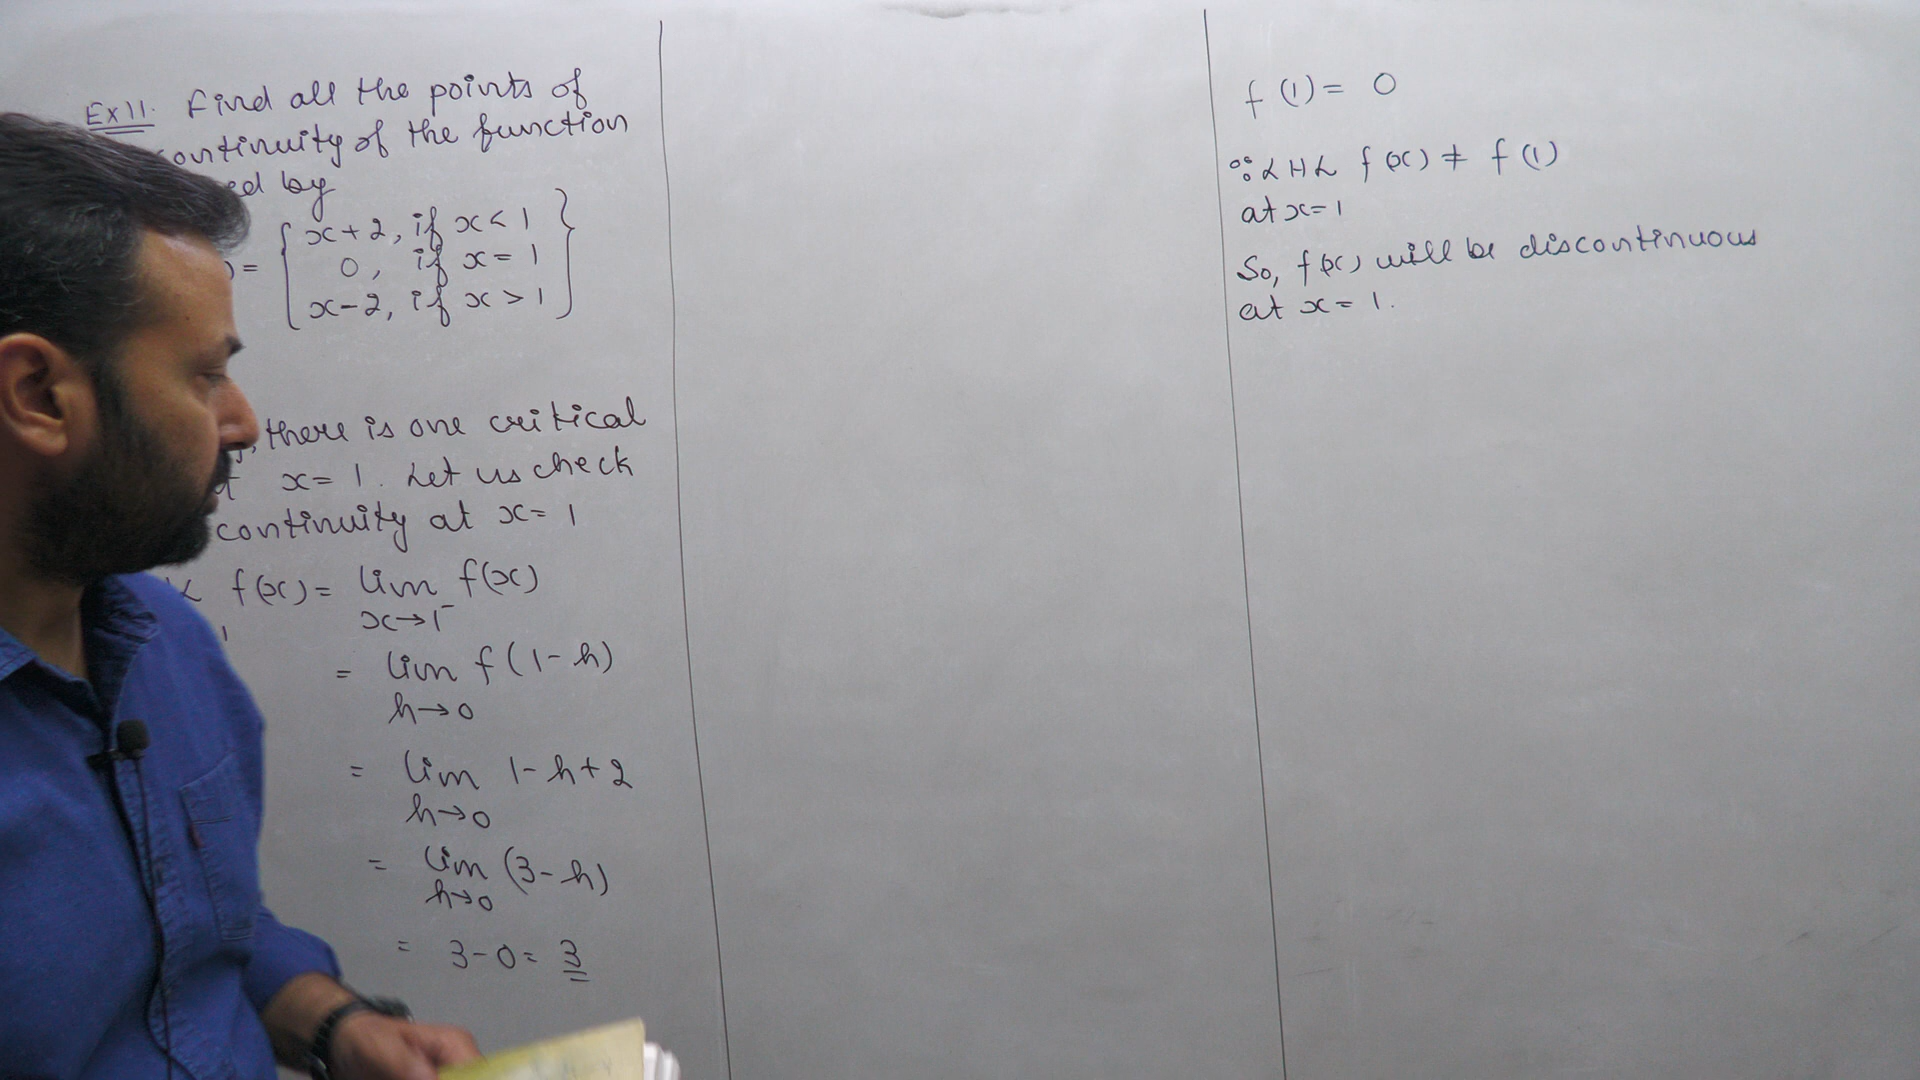 Ex 11. Find all the points of
continuity of the function
ed by
) = { x+2, if x < 1
0, if x = 1
x-2, if x > 1 }
, there is one critical
x = 1. Let us check
continuity at x = 1
f(x) = lim f(x)
1 x→1⁻
= lim f(1-h)
h→0
= lim 1-h+2
h→0
= lim (3-h)
h→0
= 3-0 = 3
f(1) = 0
∵ LHL f(x) ≠ f(1)
at x=1
So, f(x) will be discontinuous
at x = 1.